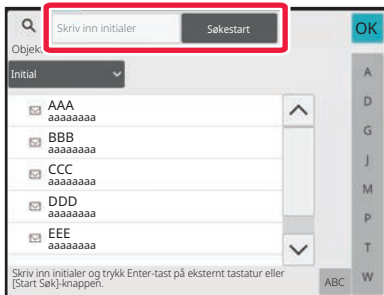 Skriv inn initialer
Søkestart
OK
Objek
Initial
AAA
aaaaaaaa
BBB
aaaaaaaa
CCC
aaaaaaaa
DDD
aaaaaaaa
EEE
aaaaaaaa
A
D
G
J
M
P
T
W
Skriv inn initialer og trykk Enter-tast på eksternt tastatur eller
[Start Søk]-knappen.
ABC